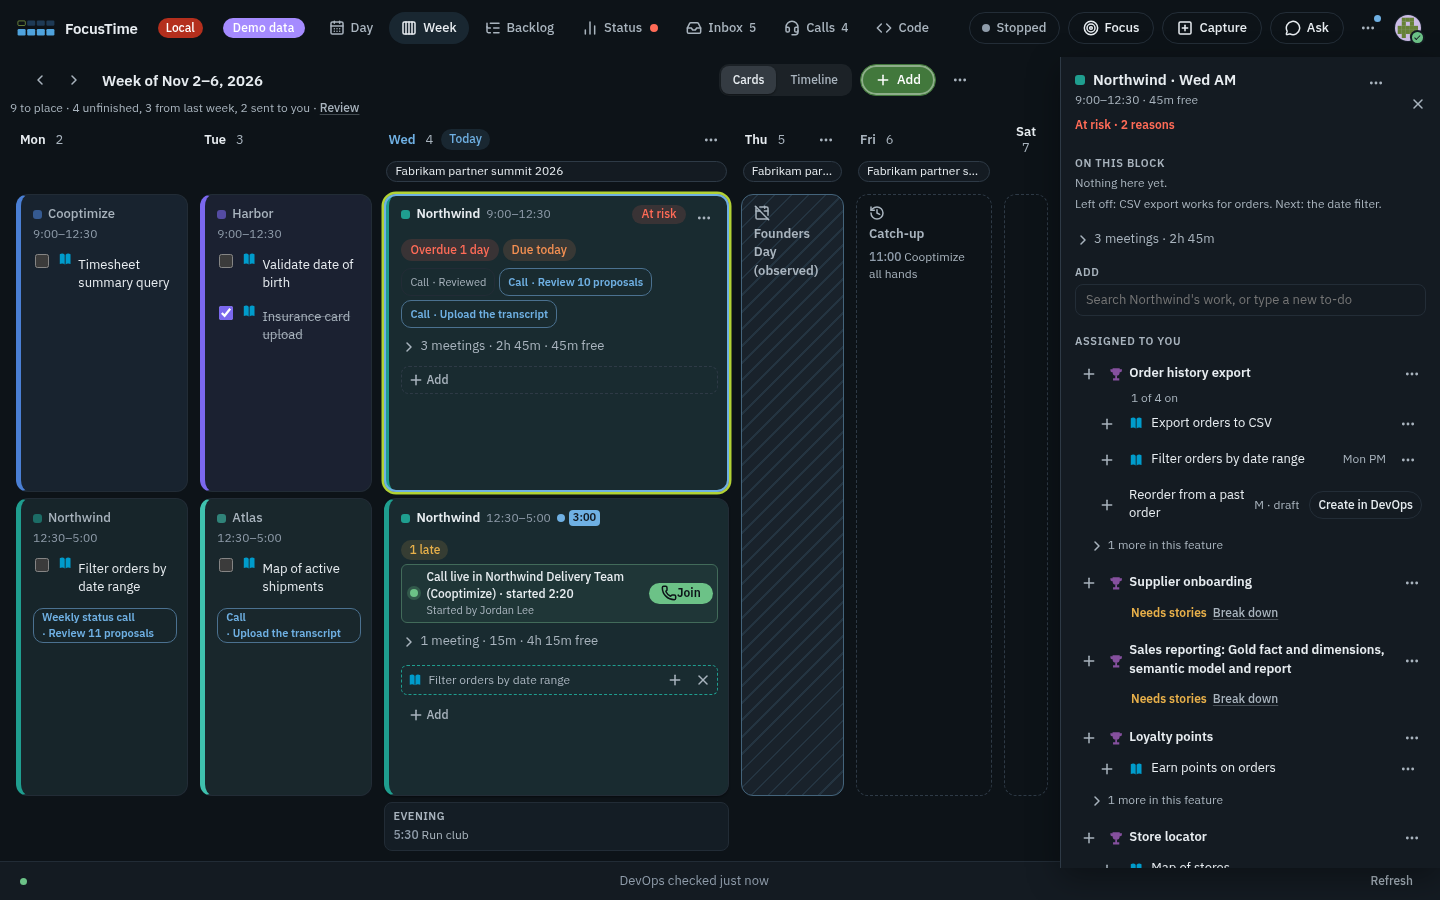 FocusTime
Local
Demo data
Day
Week
Backlog
Status
Inbox 5
Calls 4
Code
Stopped
Focus
Capture
Ask
Week of Nov 2–6, 2026
Cards
Timeline
Add
9 to place · 4 unfinished, 3 from last week, 2 sent to you · Review
Mon 2
Tue 3
Wed 4 Today
Thu 5
Fri 6
Sat
7
Fabrikam partner summit 2026
Fabrikam par...
Fabrikam partner s...
Cooptimize
9:00–12:30
Timesheet
summary query
Harbor
9:00–12:30
Validate date of
birth
Insurance card
upload
Northwind 9:00–12:30
At risk
Overdue 1 day
Due today
Call · Reviewed
Call · Review 10 proposals
Call · Upload the transcript
3 meetings · 2h 45m · 45m free
Add
Founders
Day
(observed)
Catch-up
11:00 Cooptimize
all hands
Northwind
12:30–5:00
Filter orders by
date range
Weekly status call
· Review 11 proposals
Atlas
12:30–5:00
Map of active
shipments
Call
· Upload the transcript
Northwind 12:30–5:00
3:00
1 late
Call live in Northwind Delivery Team
(Cooptimize) · started 2:20
Started by Jordan Lee
Join
1 meeting · 15m · 4h 15m free
Filter orders by date range
Add
EVENING
5:30 Run club
Northwind · Wed AM
9:00–12:30 · 45m free
At risk · 2 reasons
ON THIS BLOCK
Nothing here yet.
Left off: CSV export works for orders. Next: the date filter.
3 meetings · 2h 45m
ADD
Search Northwind's work, or type a new to-do
ASSIGNED TO YOU
Order history export
1 of 4 on
Export orders to CSV
Filter orders by date range
Mon PM
Reorder from a past
order
M · draft
Create in DevOps
1 more in this feature
Supplier onboarding
Needs stories Break down
Sales reporting: Gold fact and dimensions,
semantic model and report
Needs stories Break down
Loyalty points
Earn points on orders
1 more in this feature
Store locator
Map of stores
DevOps checked just now
Refresh